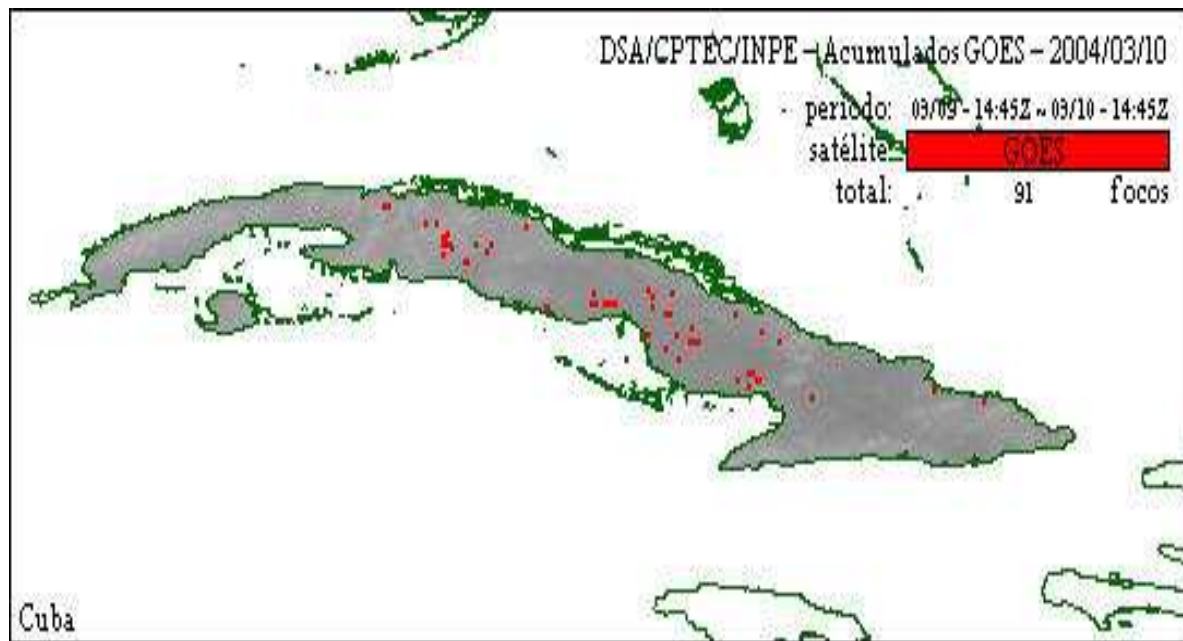 DSA/CPTEC/INPE - Acumulados GOES - 2004/03/10
período: 03/09 - 14:45Z ~ 03/10 - 14:45Z
satélite: GOES
total: 91 focos
Cuba